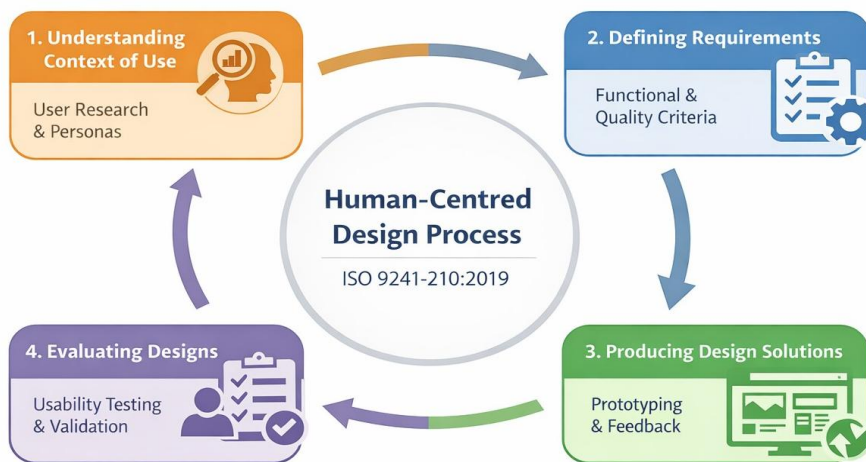 1. Understanding
Context of Use
User Research
& Personas
2. Defining Requirements
Functional &
Quality Criteria
Human-Centred
Design Process
ISO 9241-210:2019
4. Evaluating Designs
Usability Testing
& Validation
3. Producing Design Solutions
Prototyping
& Feedback